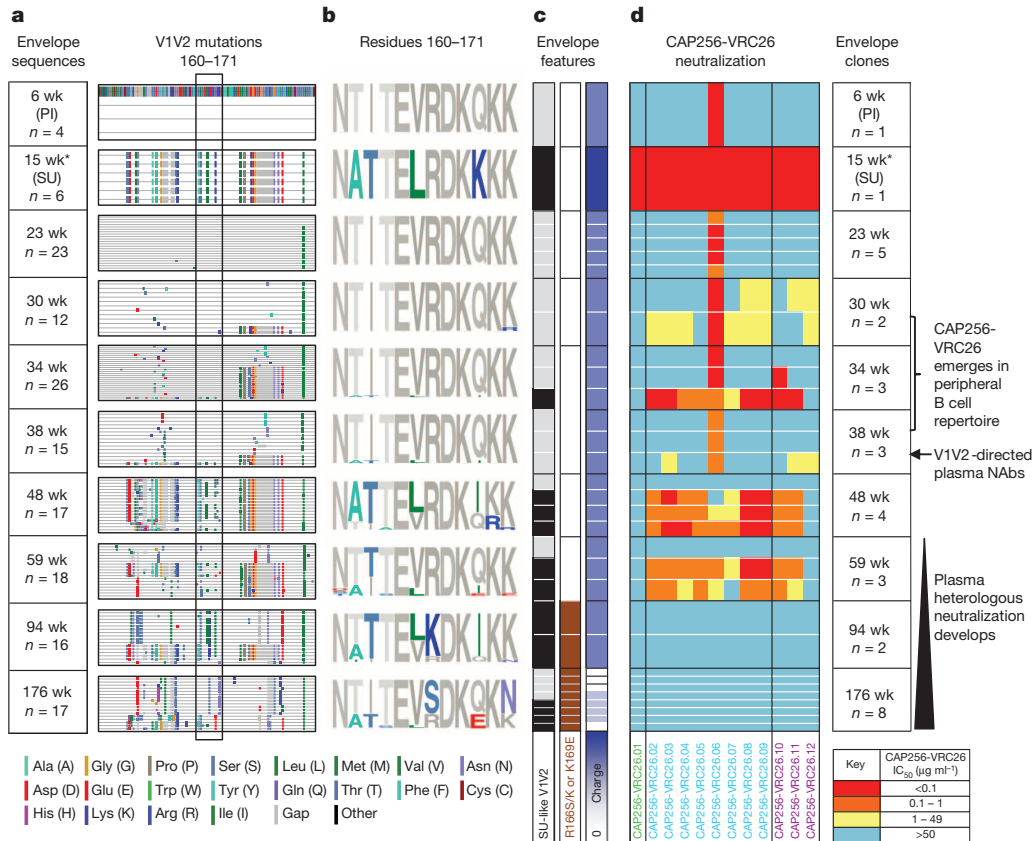 a
b
c
d
Envelope
sequences
V1V2 mutations
160–171
Residues 160–171
Envelope
features
CAP256-VRC26
neutralization
Envelope
clones
6 wk
(PI)
n = 4
NTITEVRDKQKK
6 wk
(PI)
n = 1
15 wk*
(SU)
n = 6
NATTELRDKKKK
15 wk*
(SU)
n = 1
23 wk
n = 23
NTITEVRDKQKK
23 wk
n = 5
30 wk
n = 12
NTITEVRDKQK
30 wk
n = 2
34 wk
n = 26
NTITEVRDKQKK
34 wk
n = 3
38 wk
n = 15
NTITEVRDKQKK
38 wk
n = 3
48 wk
n = 17
48 wk
n = 4
59 wk
n = 18
59 wk
n = 3
94 wk
n = 16
94 wk
n = 2
176 wk
n = 17
176 wk
n = 8
CAP256-
VRC26
emerges in
peripheral
B cell
repertoire
V1V2-directed
plasma NAbs
Plasma
heterologous
neutralization
develops
Ala (A)
Gly (G)
Pro (P)
Ser (S)
Leu (L)
Met (M)
Val (V)
Asn (N)
Asp (D)
Glu (E)
Trp (W)
Tyr (Y)
Gln (Q)
Thr (T)
Phe (F)
Cys (C)
His (H)
Lys (K)
Arg (R)
Ile (I)
Gap
Other
SU-like V1V2
R166S/K or K169E
0 Charge
CAP256-VRC26.01
CAP256-VRC26.02
CAP256-VRC26.03
CAP256-VRC26.04
CAP256-VRC26.05
CAP256-VRC26.06
CAP256-VRC26.07
CAP256-VRC26.08
CAP256-VRC26.09
CAP256-VRC26.10
CAP256-VRC26.11
CAP256-VRC26.12
Key
CAP256-VRC26
IC50 (μg ml−1)
<0.1
0.1 – 1
1 – 49
>50